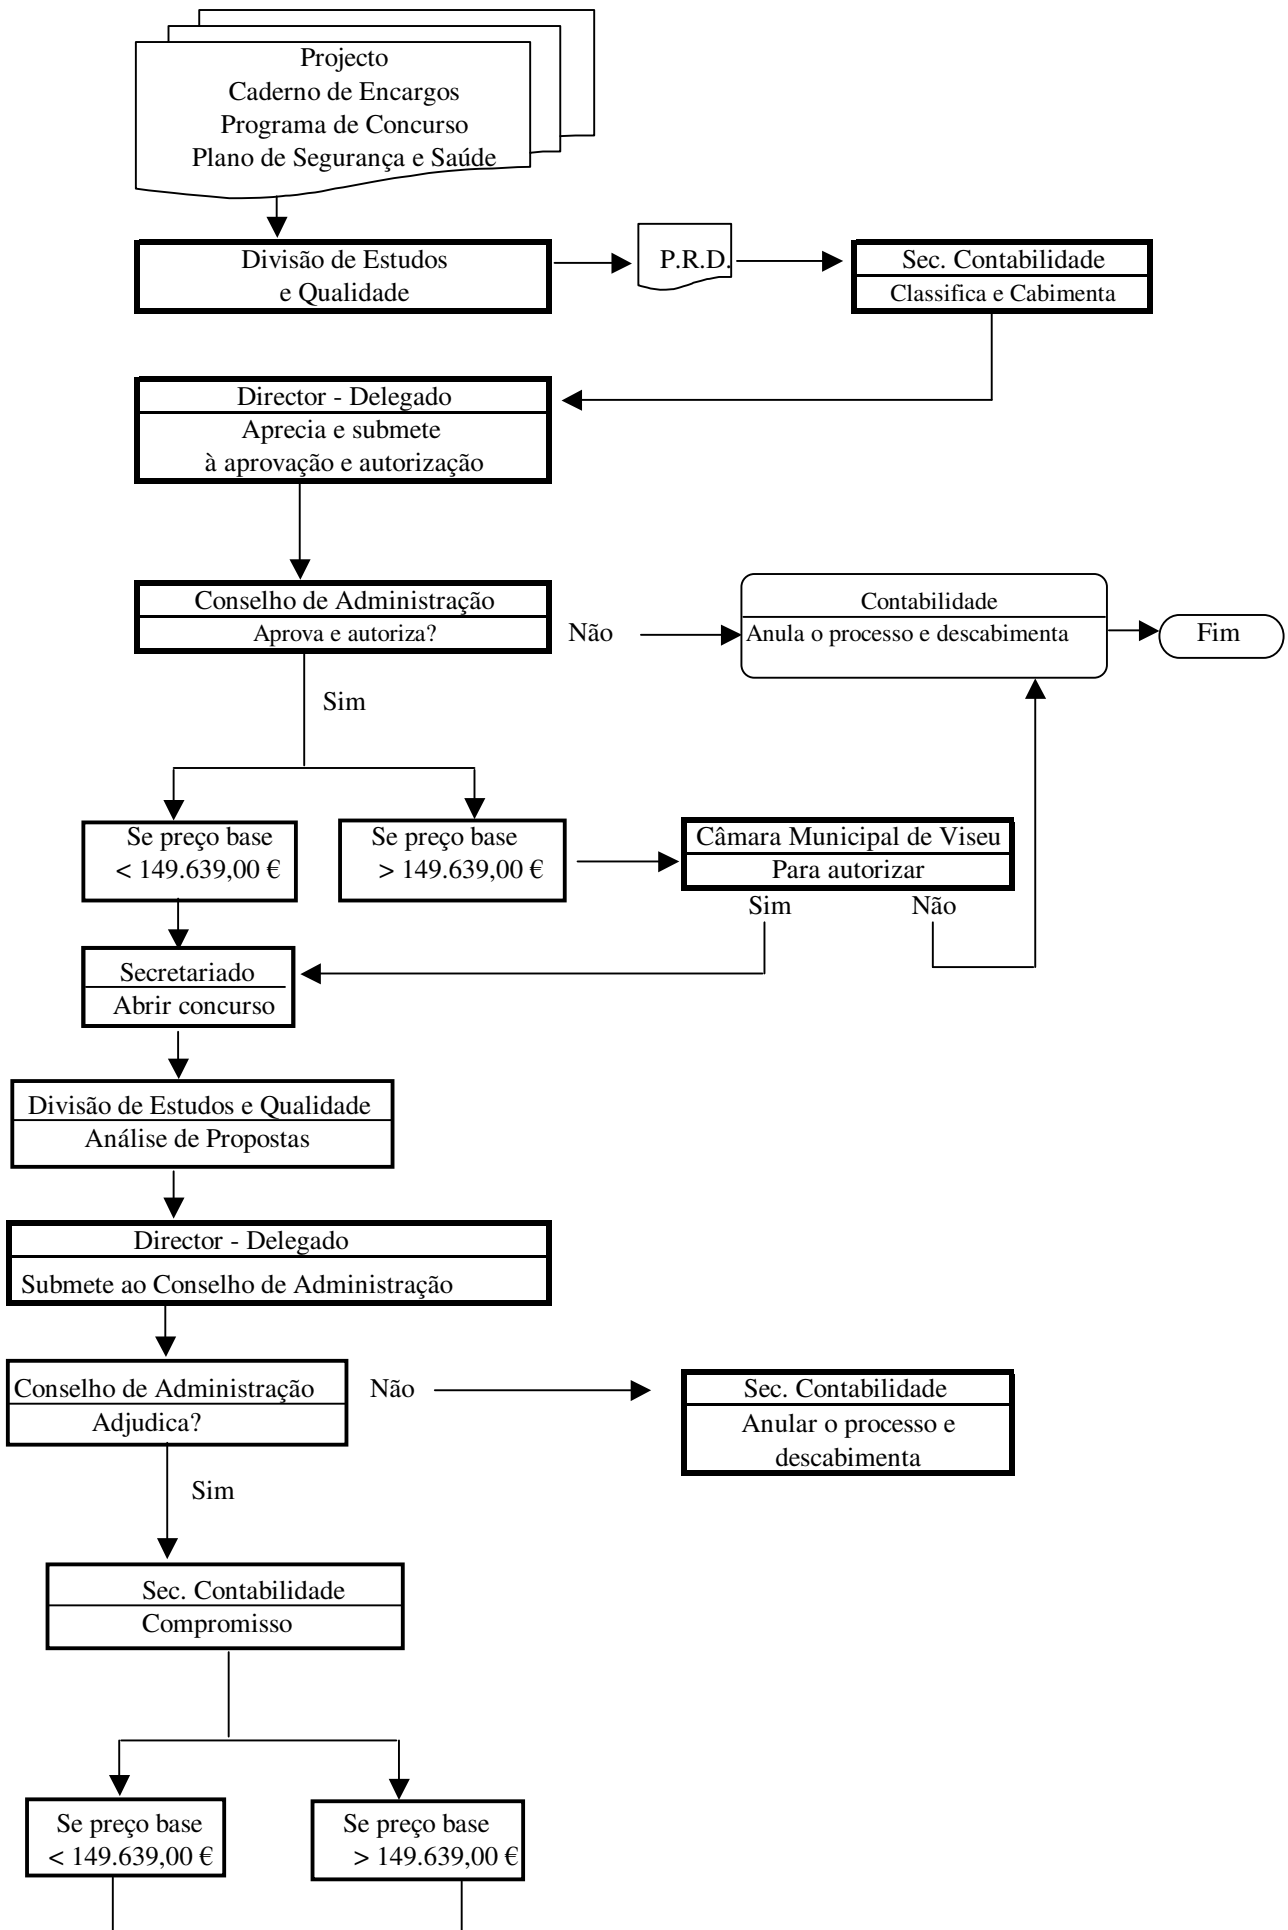 Projecto
Caderno de Encargos
Programa de Concurso
Plano de Segurança e Saúde
Divisão de Estudos
e Qualidade
P.R.D.
Sec. Contabilidade
Classifica e Cabimenta
Director - Delegado
Aprecia e submete
à aprovação e autorização
Conselho de Administração
Aprova e autoriza?
Não
Contabilidade
Anula o processo e descabimenta
Fim
Sim
Se preço base
< 149.639,00 €
Se preço base
> 149.639,00 €
Câmara Municipal de Viseu
Para autorizar
Sim
Não
Secretariado
Abrir concurso
Divisão de Estudos e Qualidade
Análise de Propostas
Director - Delegado
Submete ao Conselho de Administração
Conselho de Administração
Adjudica?
Não
Sec. Contabilidade
Anular o processo e
descabimenta
Sim
Sec. Contabilidade
Compromisso
Se preço base
< 149.639,00 €
Se preço base
> 149.639,00 €